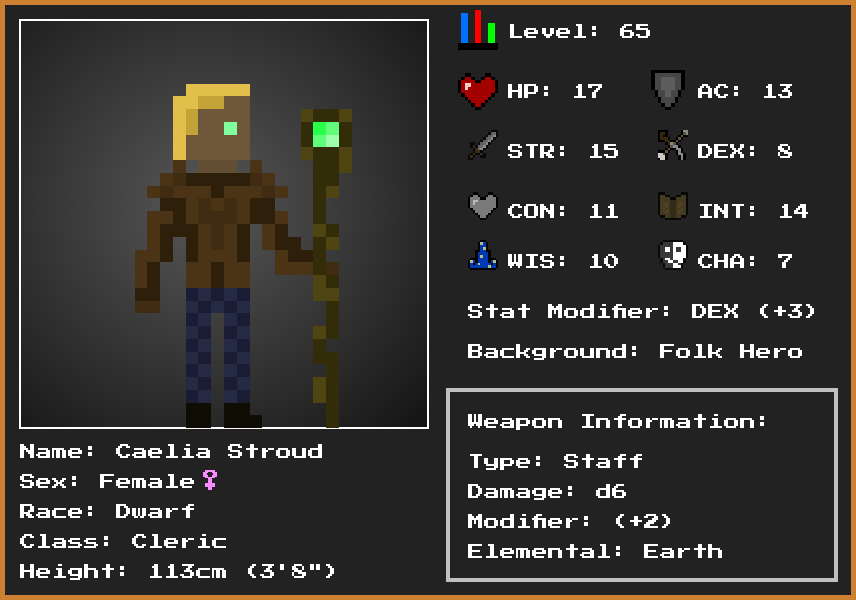 Level: 65
HP: 17 AC: 13
STR: 15 DEX: 8
CON: 11 INT: 14
WIS: 10 CHA: 7
Stat Modifier: DEX (+3)
Background: Folk Hero
Weapon Information:
Type: Staff
Damage: d6
Modifier: (+2)
Elemental: Earth
Name: Caelia Stroud
Sex: Female♀
Race: Dwarf
Class: Cleric
Height: 113cm (3'8")